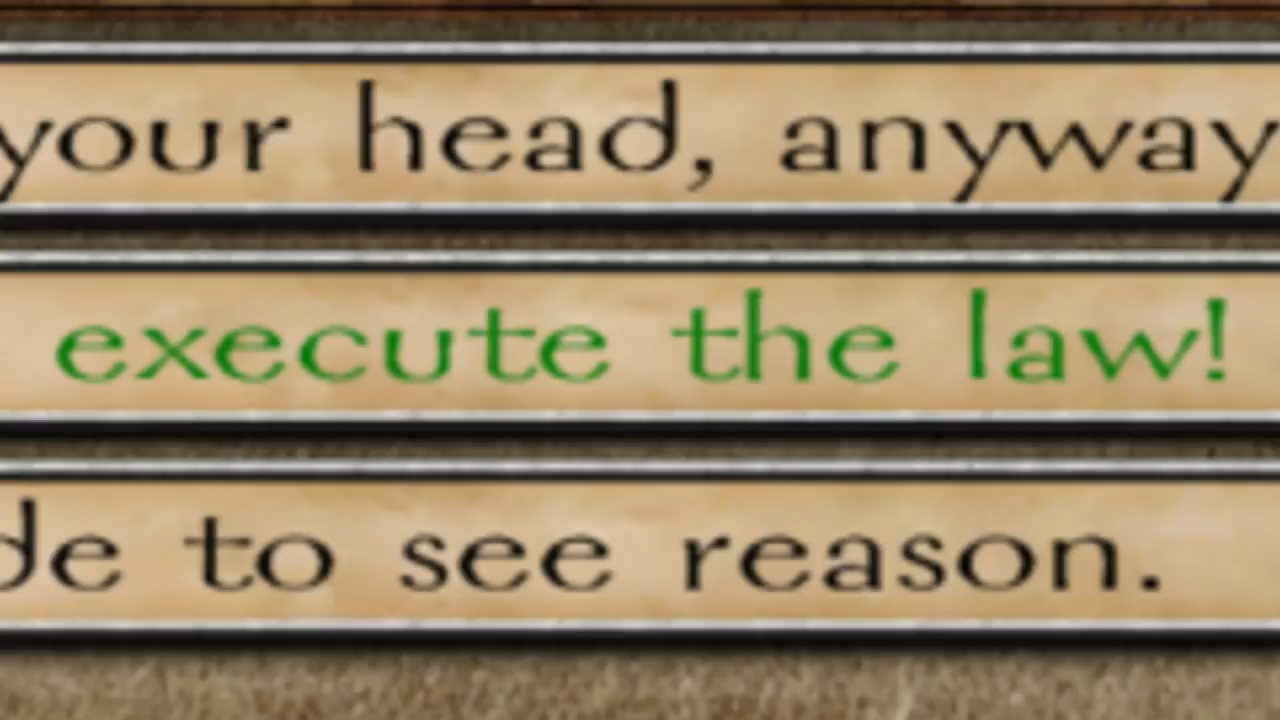 your head, anyway
execute the law!
de to see reason.